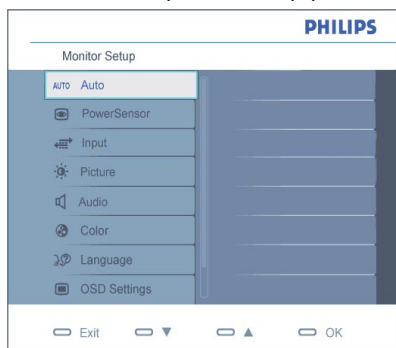 PHILIPS
Monitor Setup
AUTO Auto
PowerSensor
Input
Picture
Audio
Color
Language
OSD Settings
Exit ▼ ▲ OK